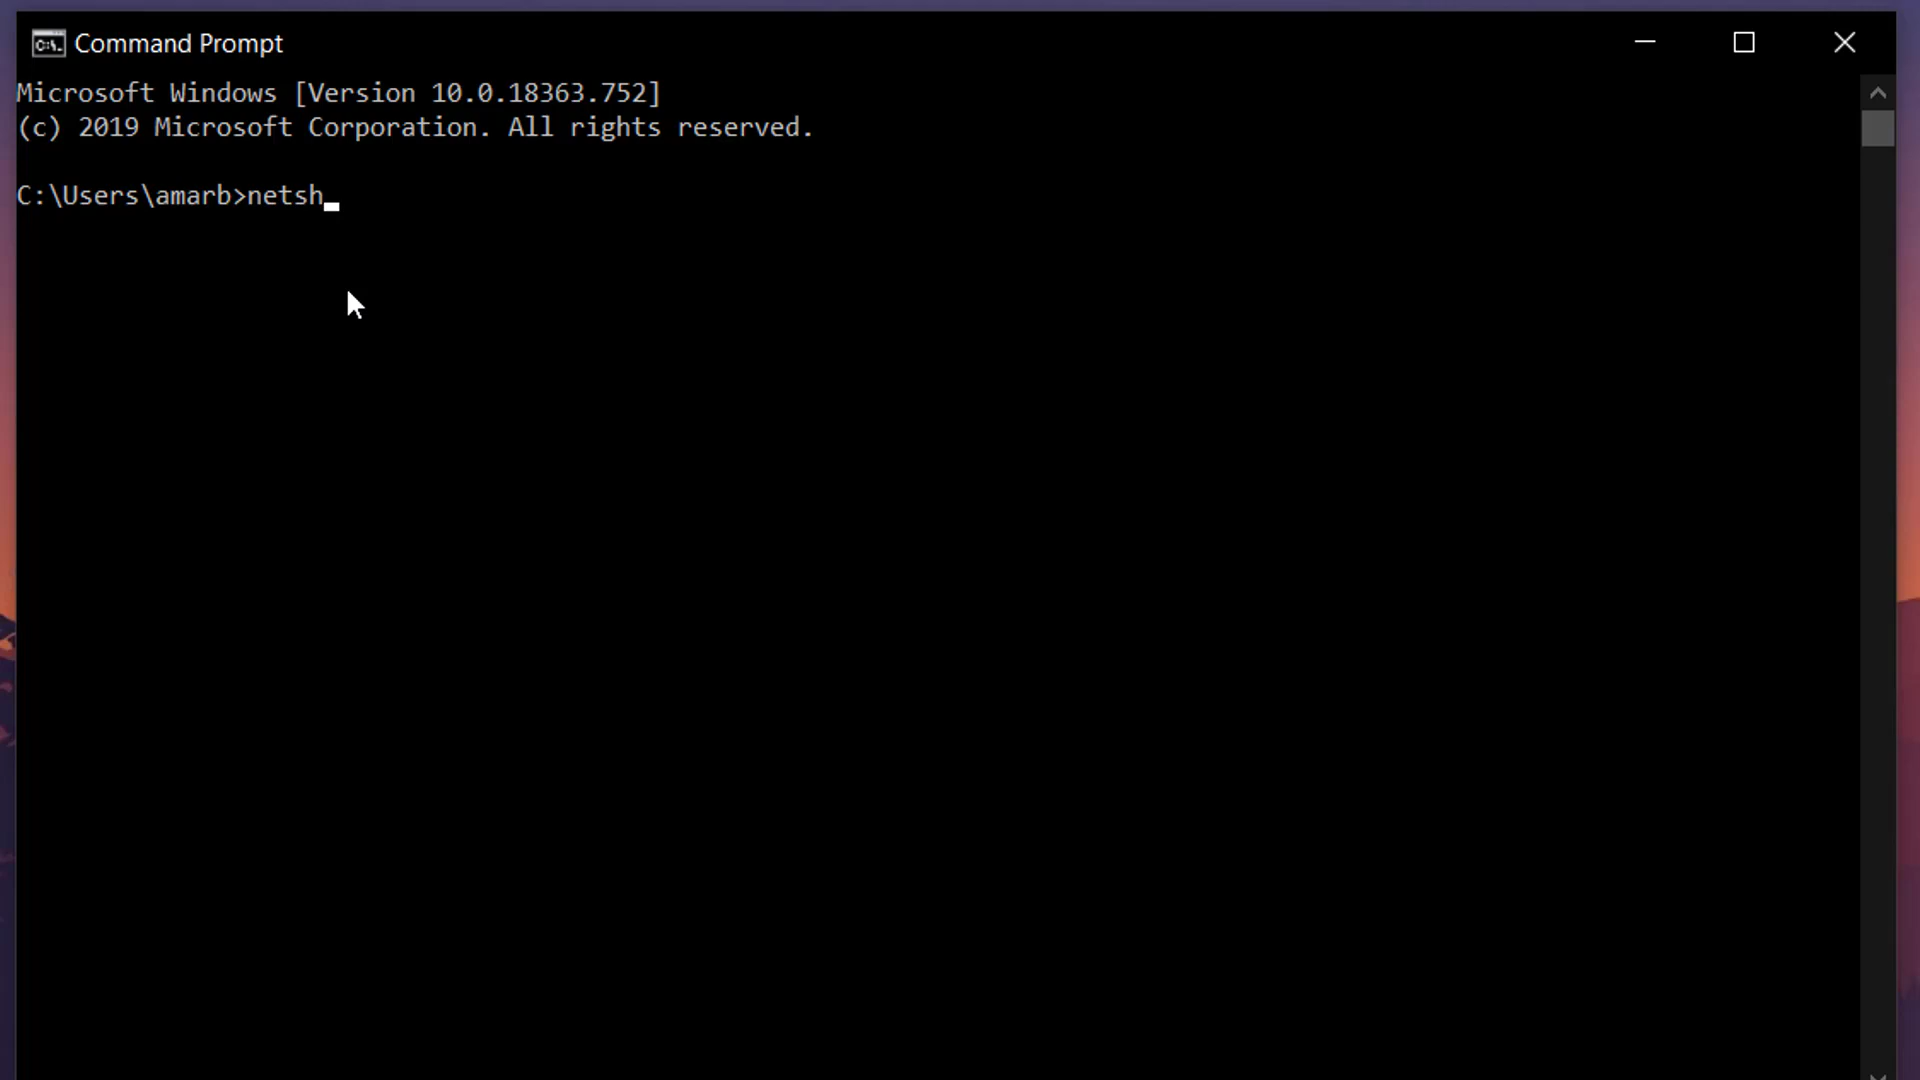 Command Prompt
Microsoft Windows [Version 10.0.18363.752]
(c) 2019 Microsoft Corporation. All rights reserved.
C:\Users\amarb>netsh